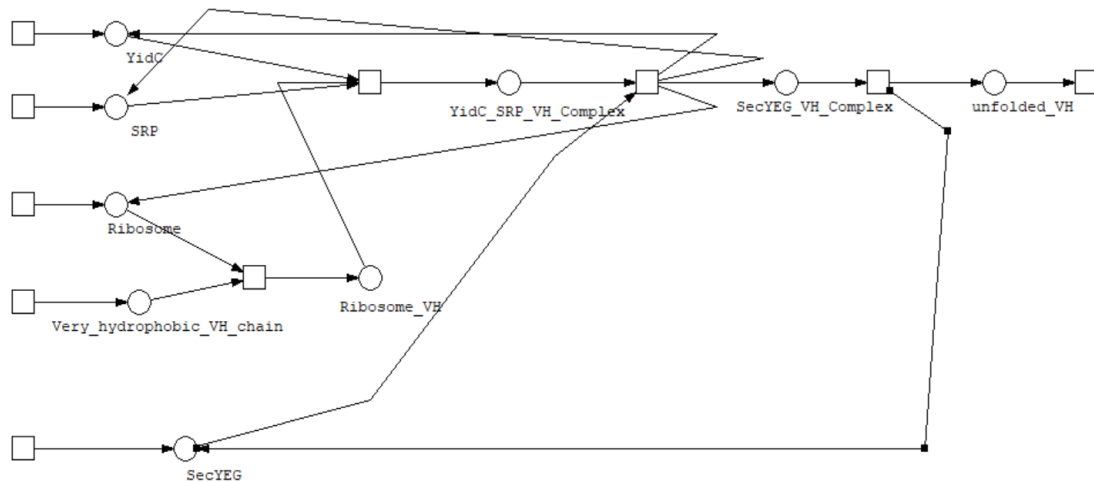 YidC
SRP
YidC_SRP_VH_Complex
SecYEG_VH_Complex
unfolded_VH
Ribosome
Ribosome_VH
Very_hydrophobic_VH_chain
SecYEG